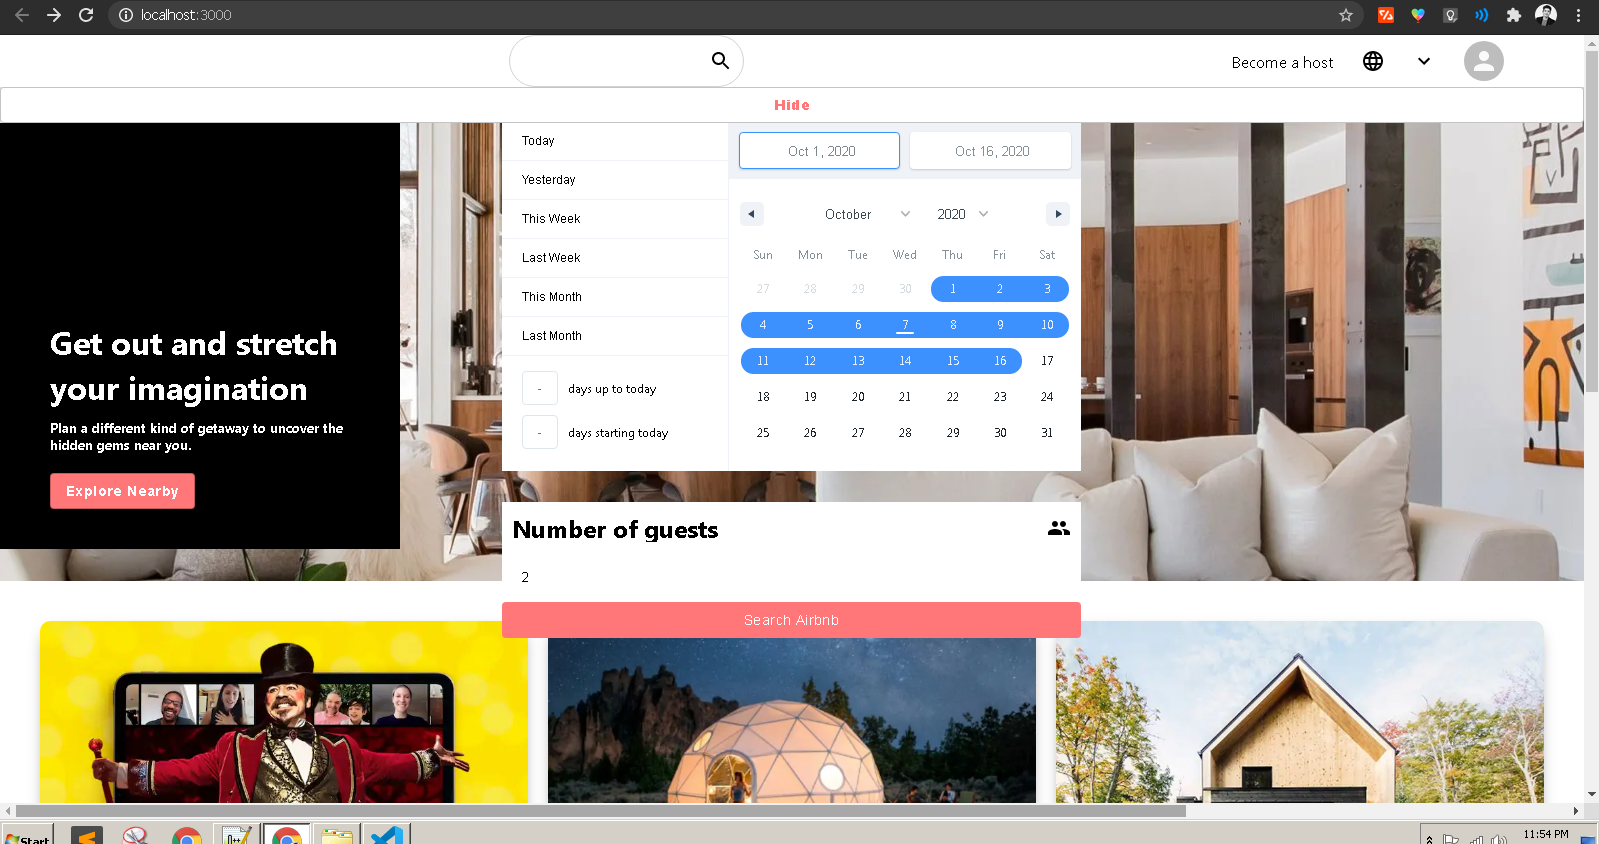 localhost:3000
Become a host
Hide
Today
Yesterday
This Week
Last Week
This Month
Last Month
- days up to today
- days starting today
Oct 1, 2020 Oct 16, 2020
October 2020
Sun Mon Tue Wed Thu Fri Sat
27 28 29 30 1 2 3
4 5 6 7 8 9 10
11 12 13 14 15 16 17
18 19 20 21 22 23 24
25 26 27 28 29 30 31
Get out and stretch
your imagination
Plan a different kind of getaway to uncover the
hidden gems near you.
Explore Nearby
Number of guests
2
Search Airbnb
Start
11:54 PM